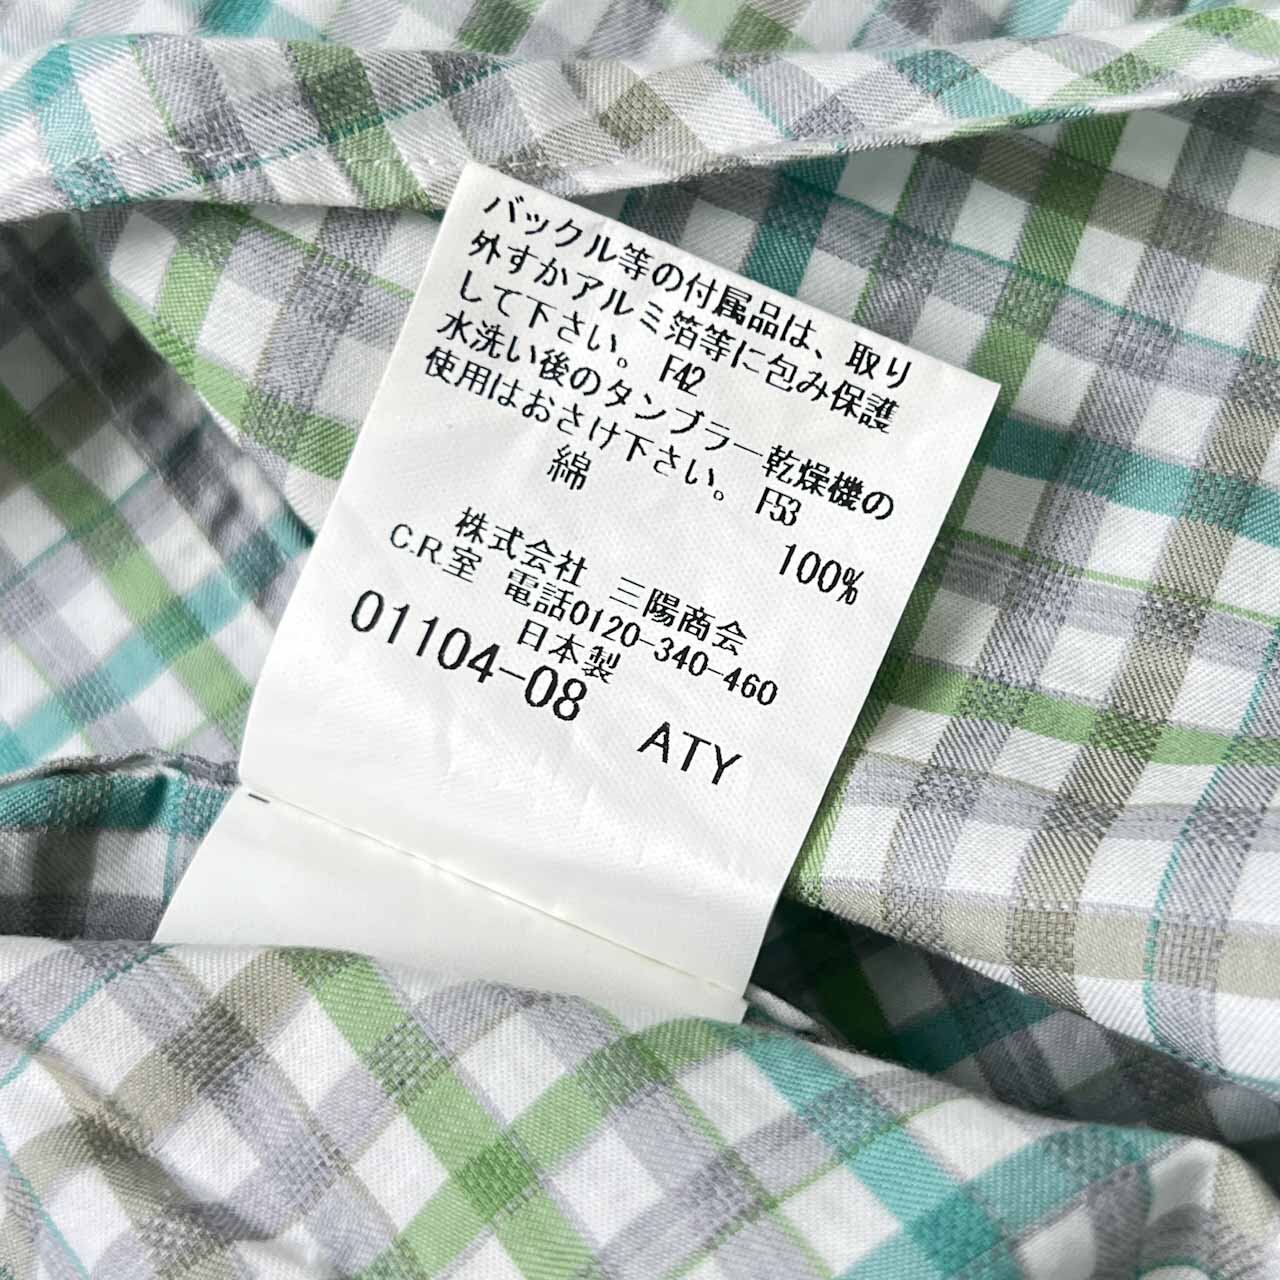 バックル等の付属品は、取り
外すかアルミ箔等に包み保護
して下さい。 F42
水洗い後のタンブラー乾燥機の
使用はおさけ下さい。 F53
綿 100%
株式会社 三陽商会
C.R.室 電話0120-340-460
日本製
01104-08 ATY